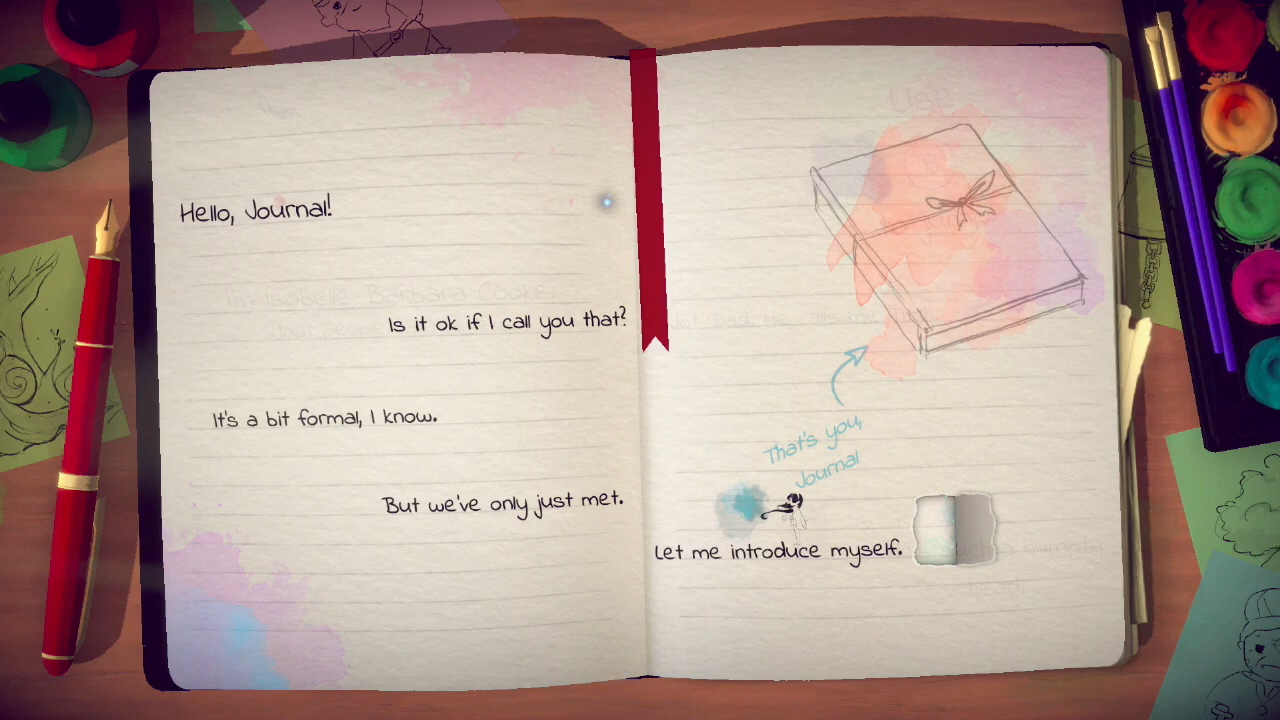 Hello, Journal!
Is it ok if I call you that?
It's a bit formal, I know.
But we've only just met.
Use
That's you,
Journal
Let me introduce myself.